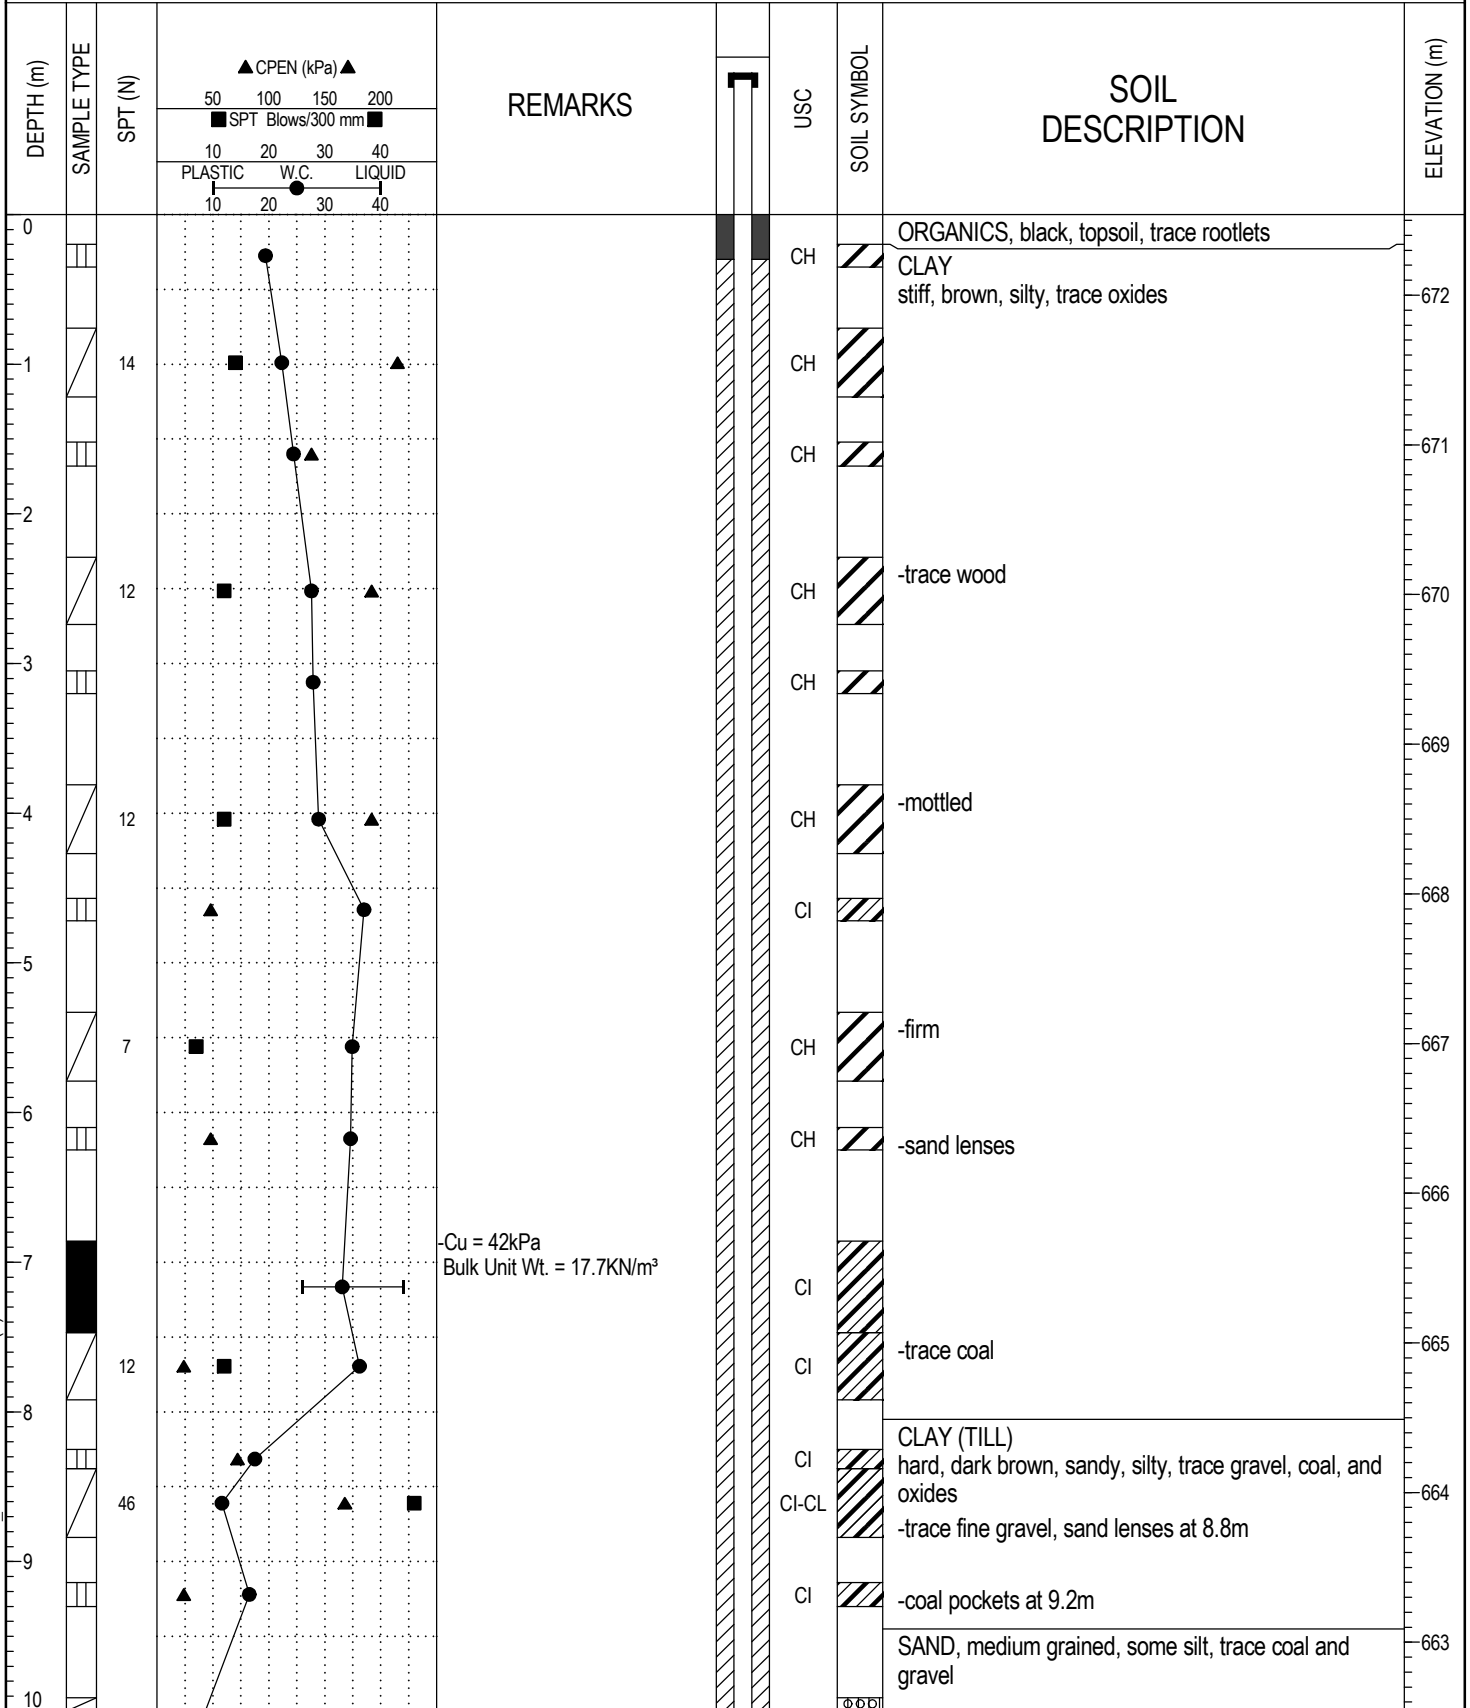 DEPTH (m)
SAMPLE TYPE
SPT (N)
▲ CPEN (kPa) ▲
50 100 150 200
■ SPT Blows/300 mm ■
10 20 30 40
PLASTIC W.C. LIQUID
10 20 30 40
REMARKS
USC
SOIL SYMBOL
SOIL
DESCRIPTION
ELEVATION (m)
0
ORGANICS, black, topsoil, trace rootlets
CH
CLAY
stiff, brown, silty, trace oxides
672
1
14
CH
671
CH
2
-trace wood
12
CH
670
3
CH
669
-mottled
4
12
CH
668
CI
5
-firm
7
CH
667
6
CH
-sand lenses
666
-Cu = 42kPa
7
Bulk Unit Wt. = 17.7KN/m³
CI
665
-trace coal
12
CI
8
CLAY (TILL)
CI
hard, dark brown, sandy, silty, trace gravel, coal, and
oxides
664
46
CI-CL
-trace fine gravel, sand lenses at 8.8m
9
CI
-coal pockets at 9.2m
663
SAND, medium grained, some silt, trace coal and
gravel
10